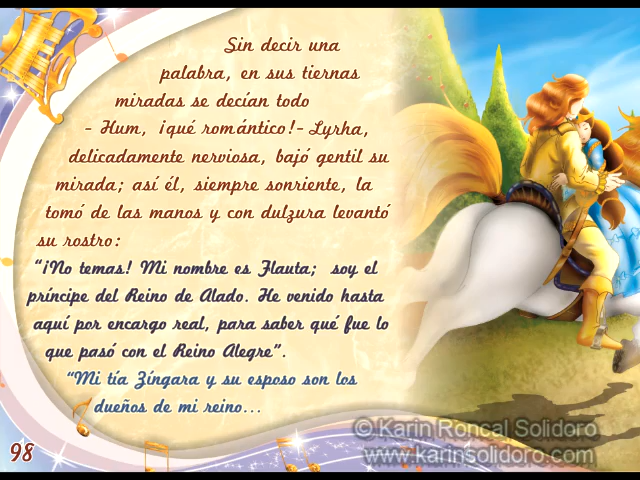 Sin decir una
palabra, en sus tiernas
miradas se decían todo
- Hum, ¡qué romántico!- Lyrha,
delicadamente nerviosa, bajó gentil su
mirada; así él, siempre sonriente, la
tomó de las manos y con dulzura levantó
su rostro:
"¡No temas! Mi nombre es Flauta; soy el
príncipe del Reino de Alado. He venido hasta
aquí por encargo real, para saber qué fue lo
que pasó con el Reino Alegre".
"Mi tía Zíngara y su esposo son los
dueños de mi reino...
98
© Karin Roncal Solidoro
www.karinsolidoro.com